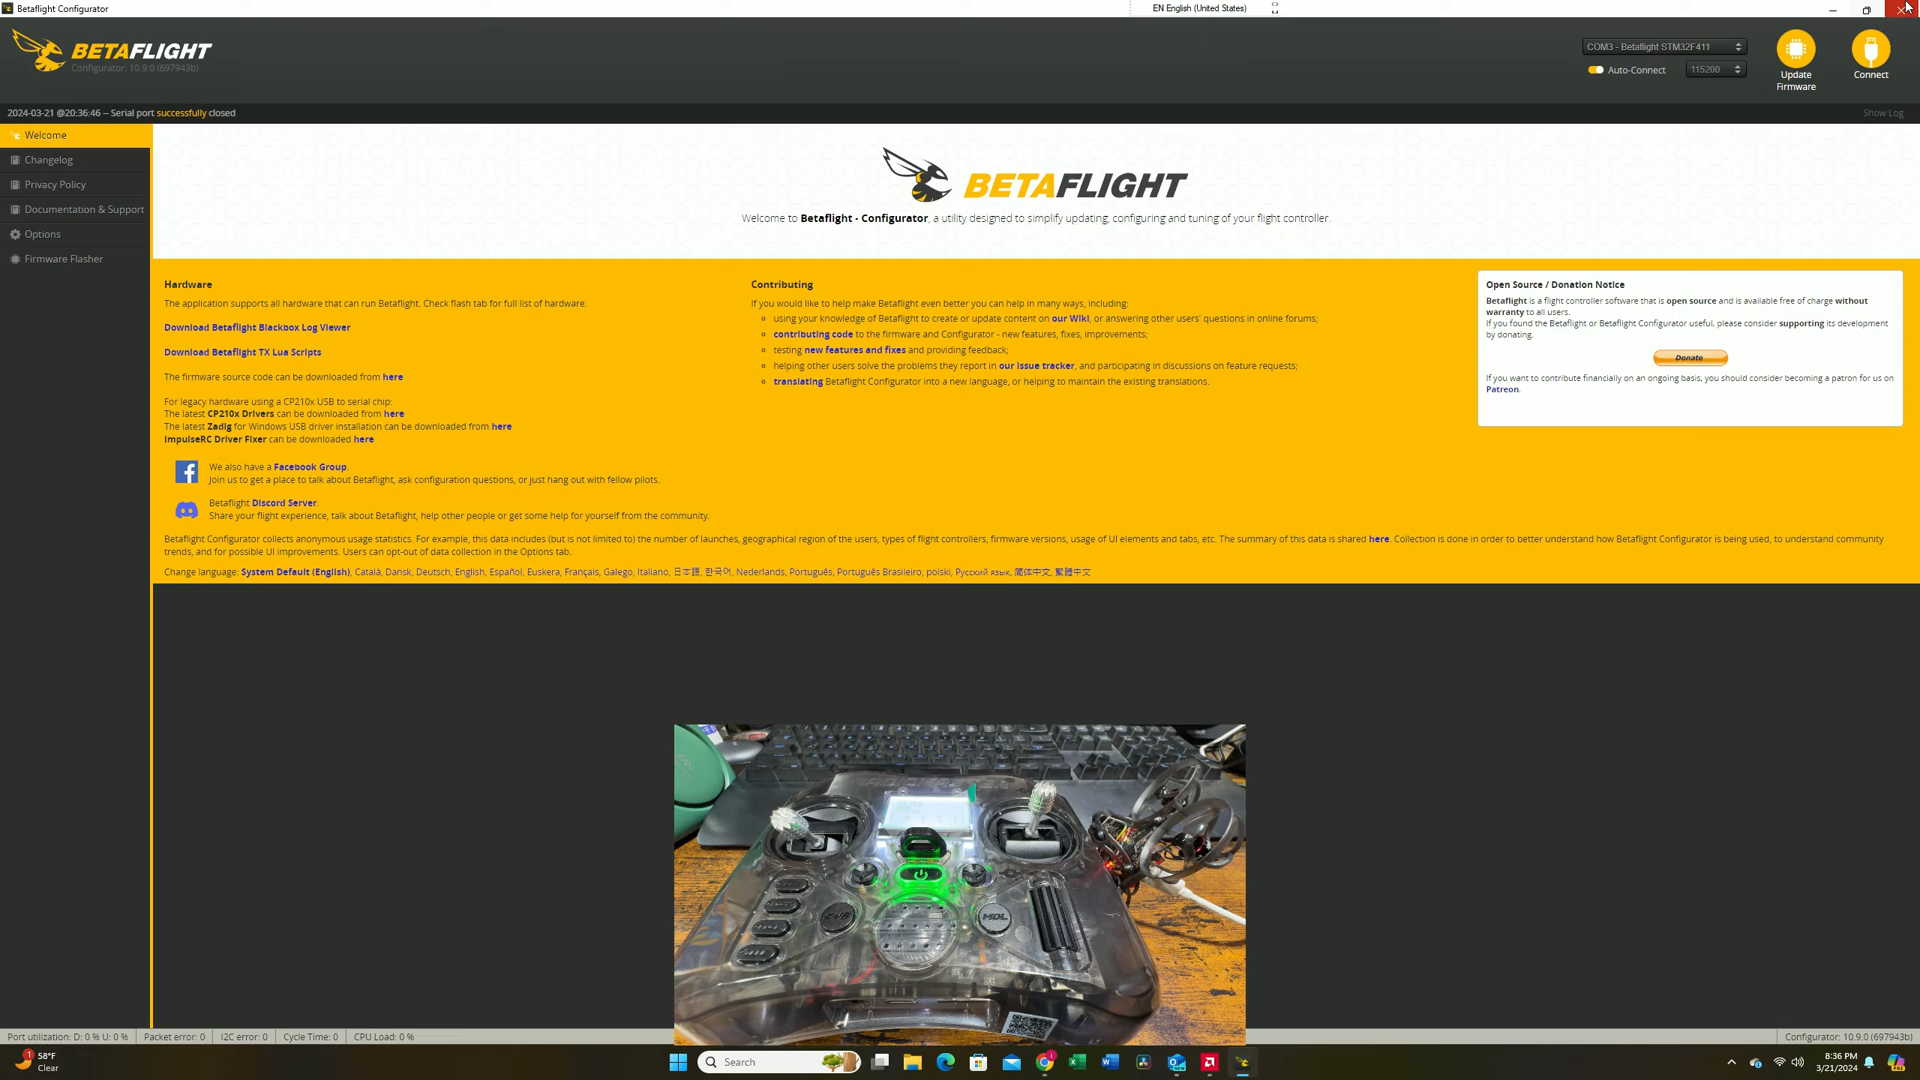 Betaflight Configurator
EN English (United States)
BETAFLIGHT
Configurator: 10.9.0 (697943b)
COM3 - Betaflight STM32F411
Auto-Connect
115200
Update
Firmware
Connect
2024-03-21 @20:36:46 -- Serial port successfully closed
Show Log
Welcome
Changelog
Privacy Policy
Documentation & Support
Options
Firmware Flasher
BETAFLIGHT
Welcome to Betaflight - Configurator, a utility designed to simplify updating, configuring and tuning of your flight controller.
Hardware
The application supports all hardware that can run Betaflight. Check flash tab for full list of hardware.
Download Betaflight Blackbox Log Viewer
Download Betaflight TX Lua Scripts
The firmware source code can be downloaded from here
For legacy hardware using a CP210x USB to serial chip:
The latest CP210x Drivers can be downloaded from here
The latest Zadig for Windows USB driver installation can be downloaded from here
ImpulseRC Driver Fixer can be downloaded here
We also have a Facebook Group.
Join us to get a place to talk about Betaflight, ask configuration questions, or just hang out with fellow pilots.
Betaflight Discord Server.
Share your flight experience, talk about Betaflight, help other people or get some help for yourself from the community.
Contributing
If you would like to help make Betaflight even better you can help in many ways, including:
using your knowledge of Betaflight to create or update content on our Wiki, or answering other users' questions in online forums;
contributing code to the firmware and Configurator - new features, fixes, improvements;
testing new features and fixes and providing feedback;
helping other users solve the problems they report in our issue tracker, and participating in discussions on feature requests;
translating Betaflight Configurator into a new language, or helping to maintain the existing translations.
Open Source / Donation Notice
Betaflight is a flight controller software that is open source and is available free of charge without
warranty to all users.
If you found the Betaflight or Betaflight Configurator useful, please consider supporting its development
by donating.
Donate
If you want to contribute financially on an ongoing basis, you should consider becoming a patron for us on
Patreon.
Betaflight Configurator collects anonymous usage statistics. For example, this data includes (but is not limited to) the number of launches, geographical region of the users, types of flight controllers, firmware versions, usage of UI elements and tabs, etc. The summary of this data is shared here. Collection is done in order to better understand how Betaflight Configurator is being used, to understand community
trends, and for possible UI improvements. Users can opt-out of data collection in the Options tab.
Change language: System Default (English), Català, Dansk, Deutsch, English, Español, Euskera, Français, Galego, Italiano, 日本語, 한국어, Nederlands, Português, Português Brasileiro, polski, Русский язык, 简体中文, 繁體中文
MDL
Port utilization: D: 0 % U: 0 %
Packet error: 0
I2C error: 0
Cycle Time: 0
CPU Load: 0 %
Configurator: 10.9.0 (697943b)
1
58°F
Clear
Search
8:36 PM
3/21/2024